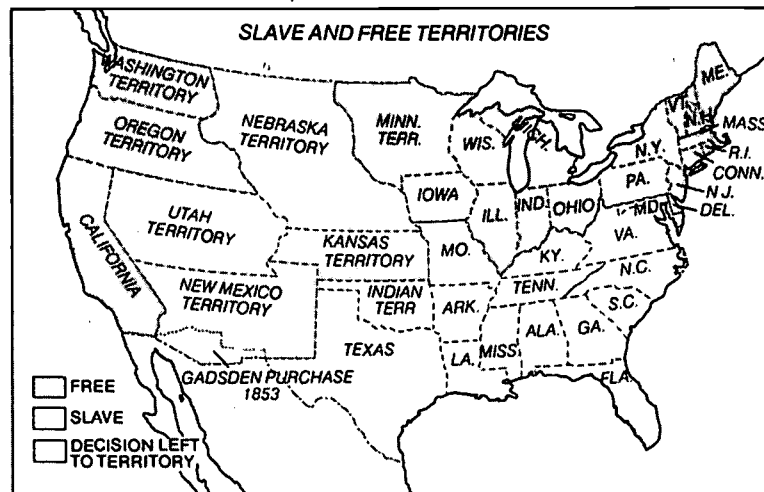 SLAVE AND FREE TERRITORIES
WASHINGTON
TERRITORY
OREGON
TERRITORY
NEBRASKA
TERRITORY
MINN.
TERR.
WIS.
MICH.
ME.
VT.
N.H.
MASS.
R.I.
CONN.
N.Y.
PA.
N.J.
DEL.
MD.
IOWA
ILL.
IND.
OHIO
UTAH
TERRITORY
CALIFORNIA
KANSAS
TERRITORY
MO.
KY.
VA.
N.C.
TENN.
NEW MEXICO
TERRITORY
INDIAN
TERR
ARK.
S.C.
TEXAS
LA.
MISS.
ALA.
GA.
FLA.
GADSDEN PURCHASE
1853
FREE
SLAVE
DECISION LEFT
TO TERRITORY